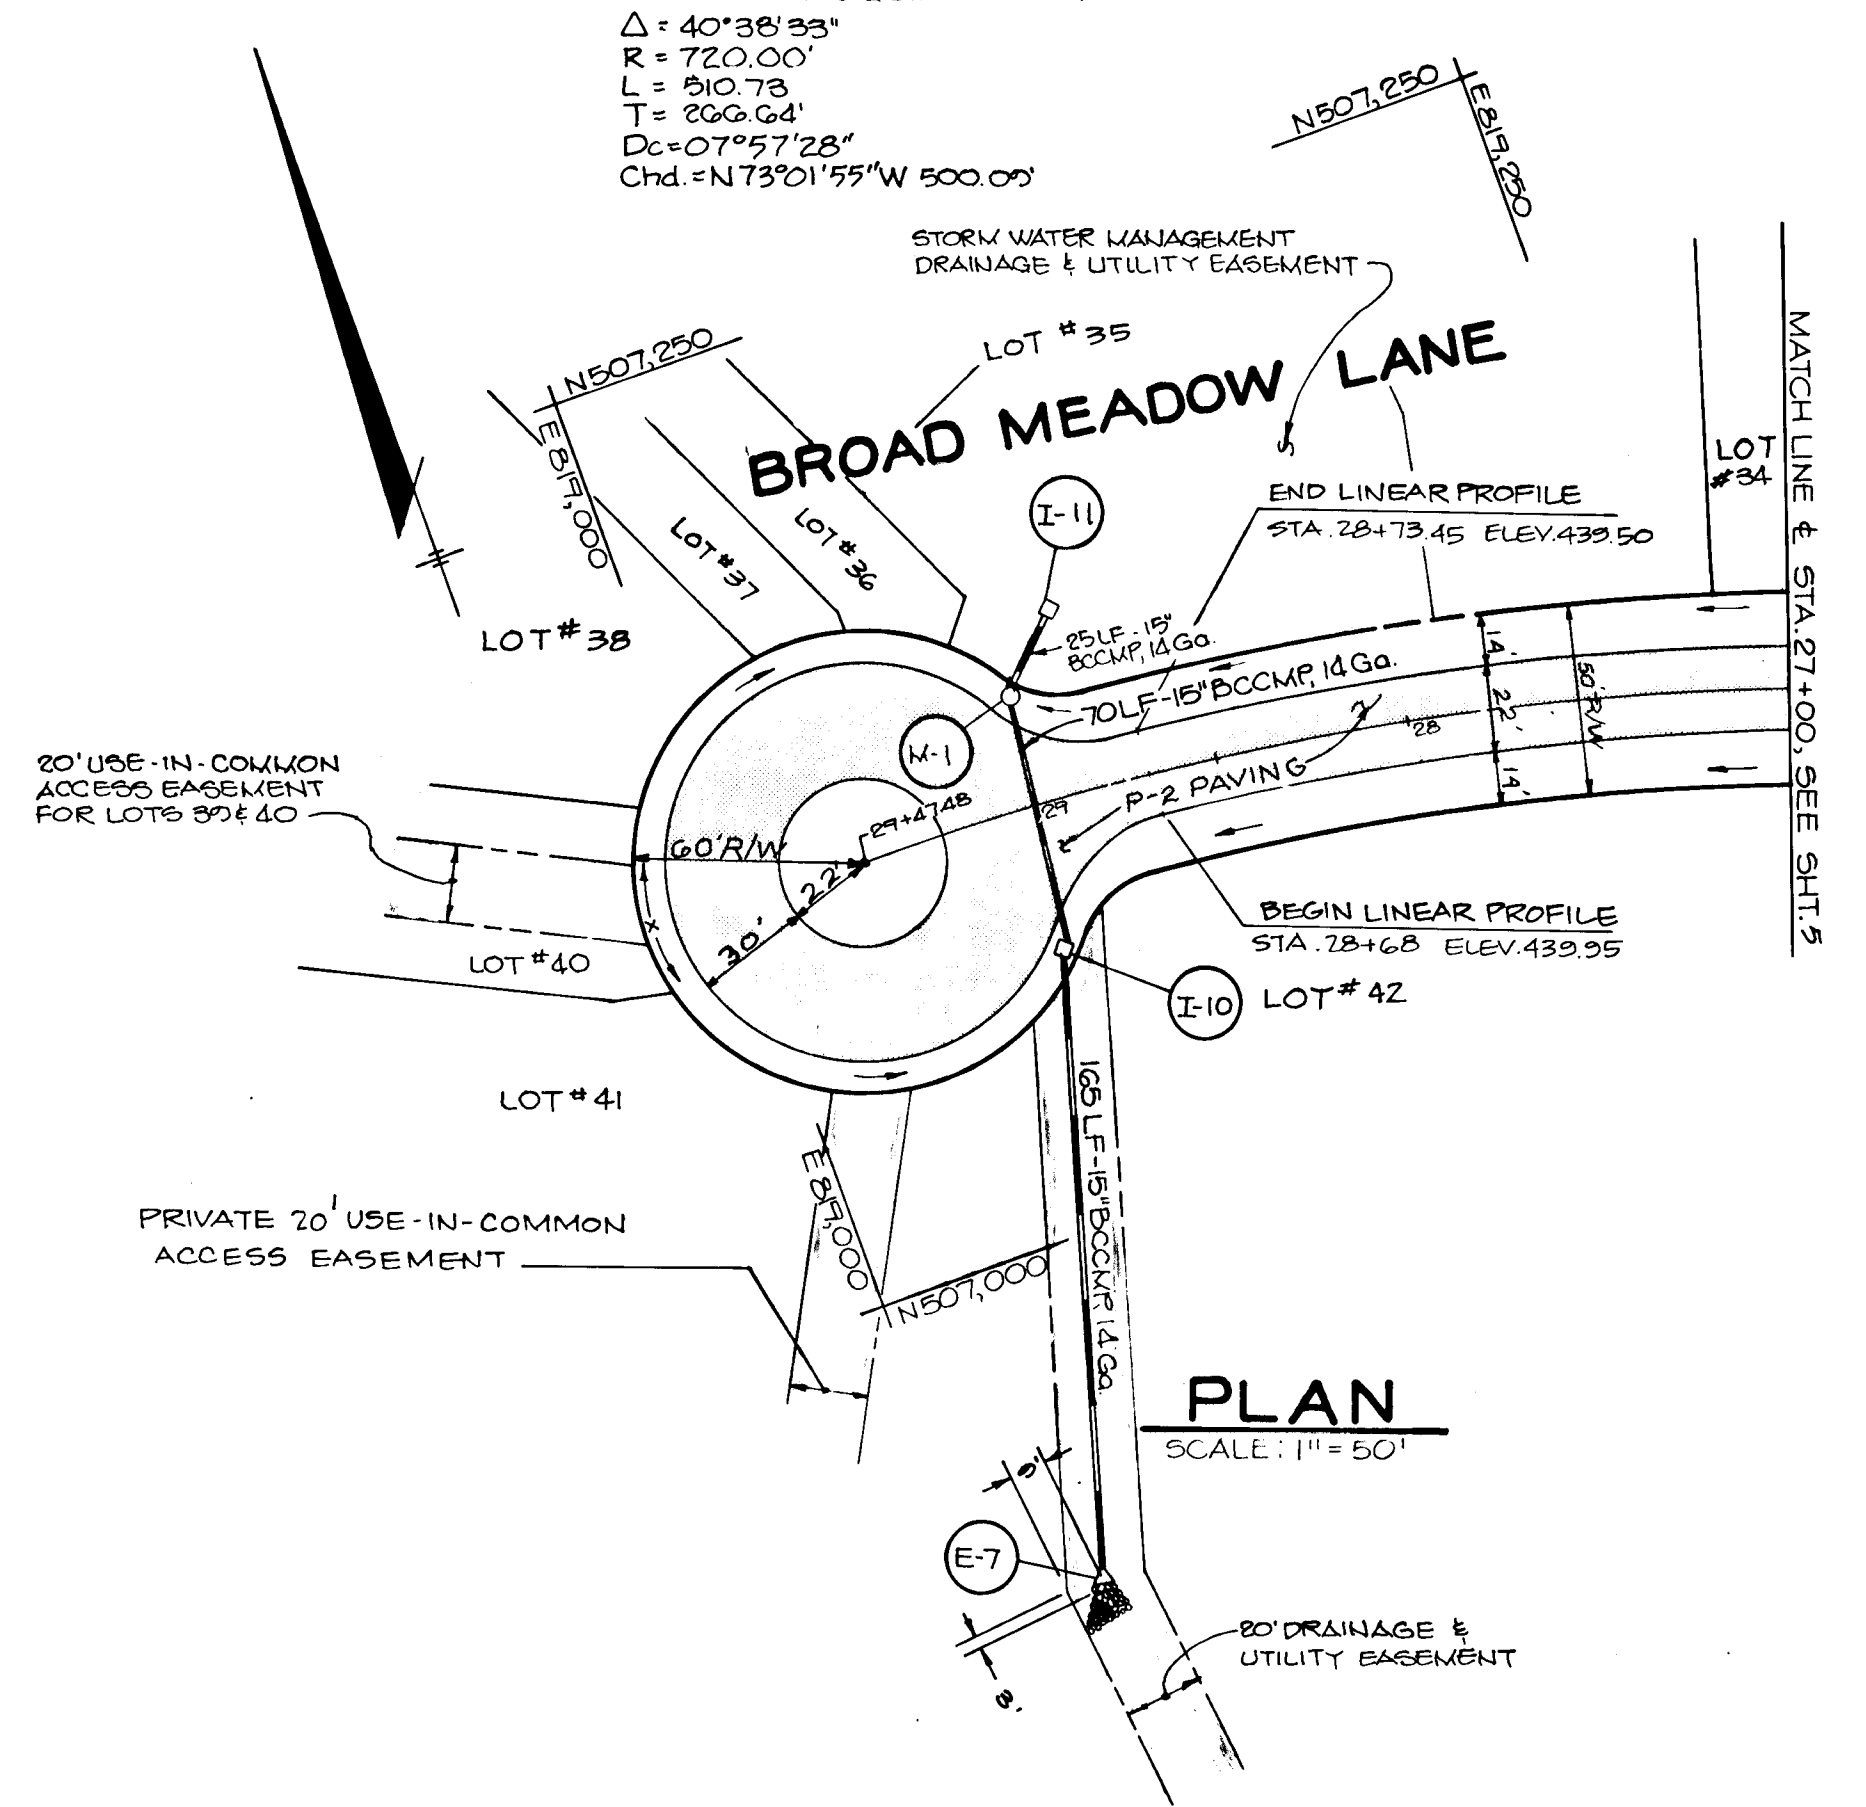 Δ = 40°38'33"
R = 720.00'
L = 510.73
T = 266.64'
Dc=07°57'28"
Chd.=N73°01'55"W 500.09'
N507,250
E819,250
STORM WATER MANAGEMENT
DRAINAGE & UTILITY EASEMENT
LOT #35
BROAD MEADOW LANE
N507,250
E819,000
LOT #34
MATCH LINE & STA.27+00, SEE SHT.5
I-11
END LINEAR PROFILE
STA.28+73.45 ELEV.439.50
LOT #37
LOT #36
LOT #38
25LF-15"
BCCMP, 14Ga.
70LF-15"BCCMP, 14Ga.
14'
22'
14'
50'R/W
28
M-1
P-2 PAVING
29
29+47.48
20'USE-IN-COMMON
ACCESS EASEMENT
FOR LOTS 39&40
60'R/W
22'
30'
x
BEGIN LINEAR PROFILE
STA.28+68 ELEV.439.95
LOT #40
I-10
LOT #42
LOT #41
165LF-15"BCCMP, 14Ga.
PRIVATE 20' USE-IN-COMMON
ACCESS EASEMENT
E819,000
N507,000
PLAN
SCALE: 1"=50'
9'
E-7
3'
20'DRAINAGE &
UTILITY EASEMENT